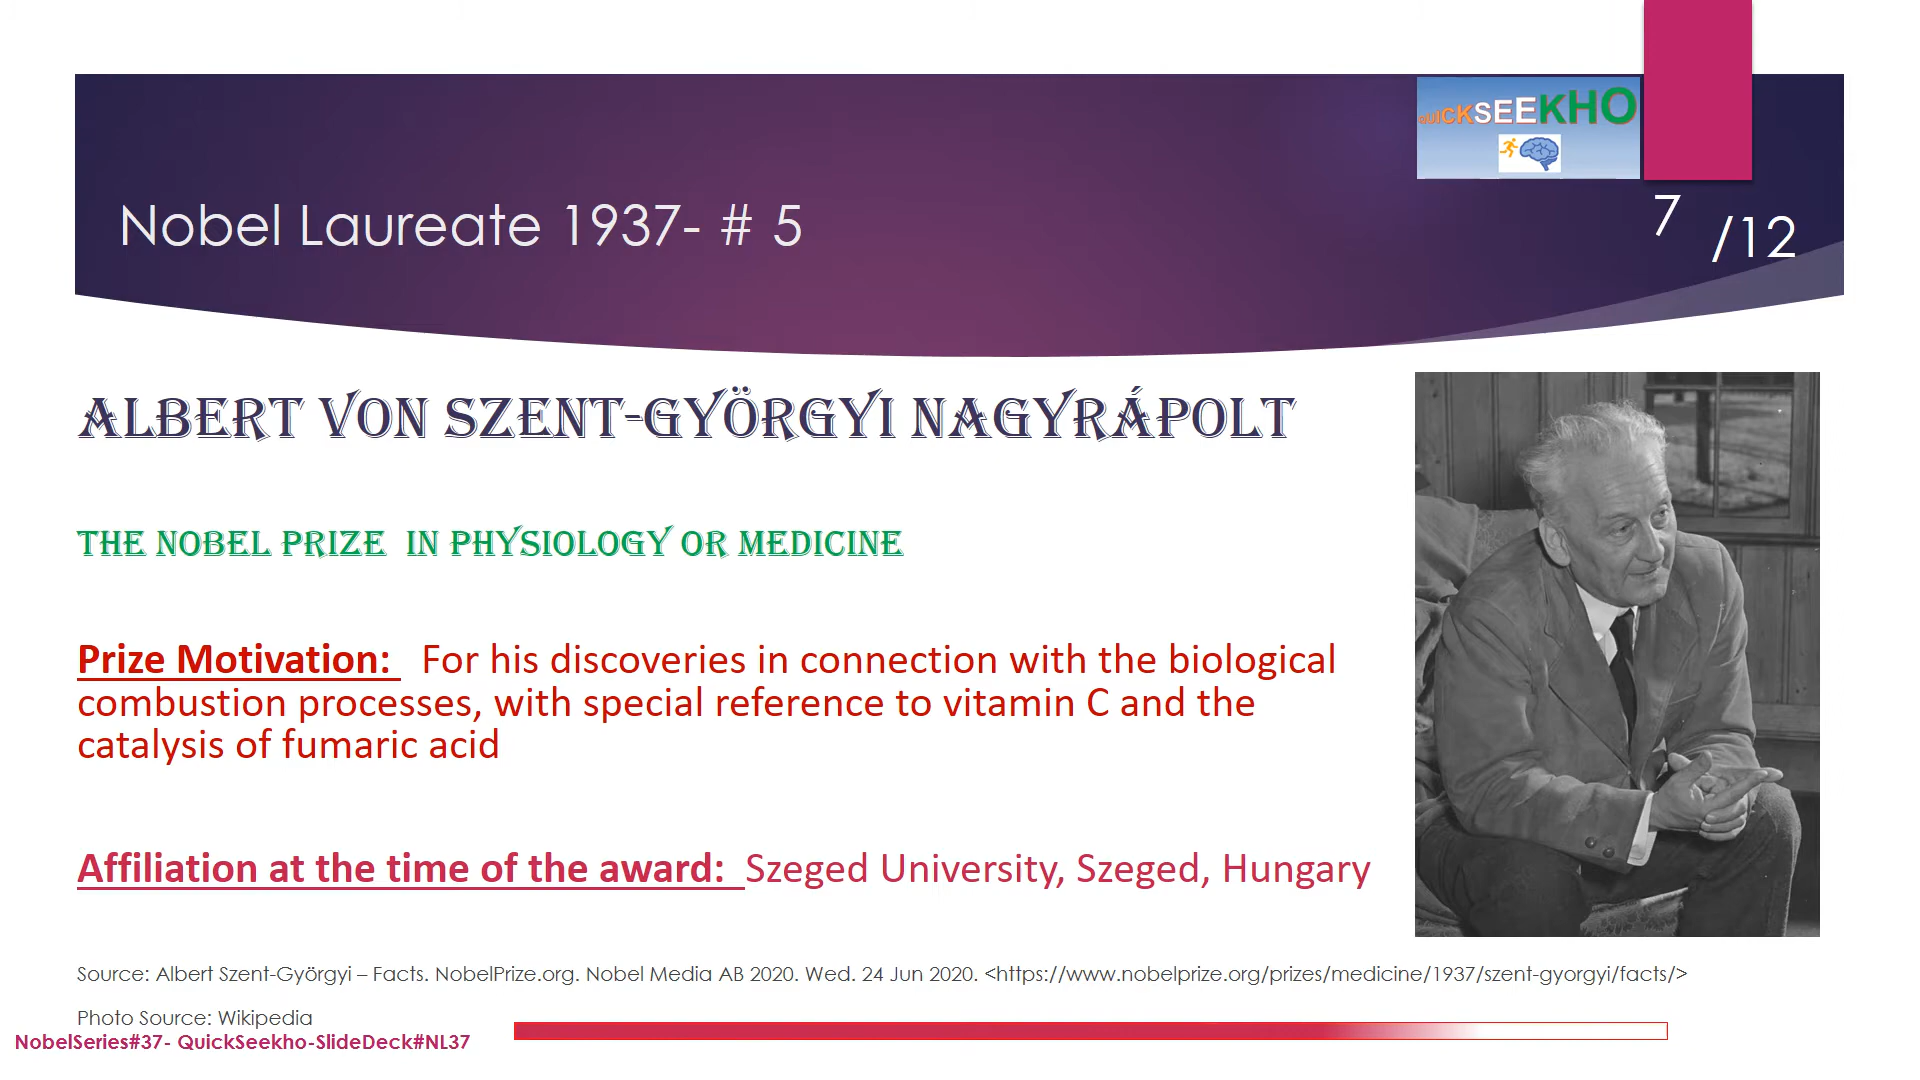 QUICKSEEKHO
Nobel Laureate 1937- # 5
7 /12
ALBERT VON SZENT-GYÖRGYI NAGYRÁPOLT
THE NOBEL PRIZE IN PHYSIOLOGY OR MEDICINE
Prize Motivation: For his discoveries in connection with the biological
combustion processes, with special reference to vitamin C and the
catalysis of fumaric acid
Affiliation at the time of the award: Szeged University, Szeged, Hungary
Source: Albert Szent-Györgyi – Facts. NobelPrize.org. Nobel Media AB 2020. Wed. 24 Jun 2020. <https://www.nobelprize.org/prizes/medicine/1937/szent-gyorgyi/facts/>
Photo Source: Wikipedia
NobelSeries#37- QuickSeekho-SlideDeck#NL37